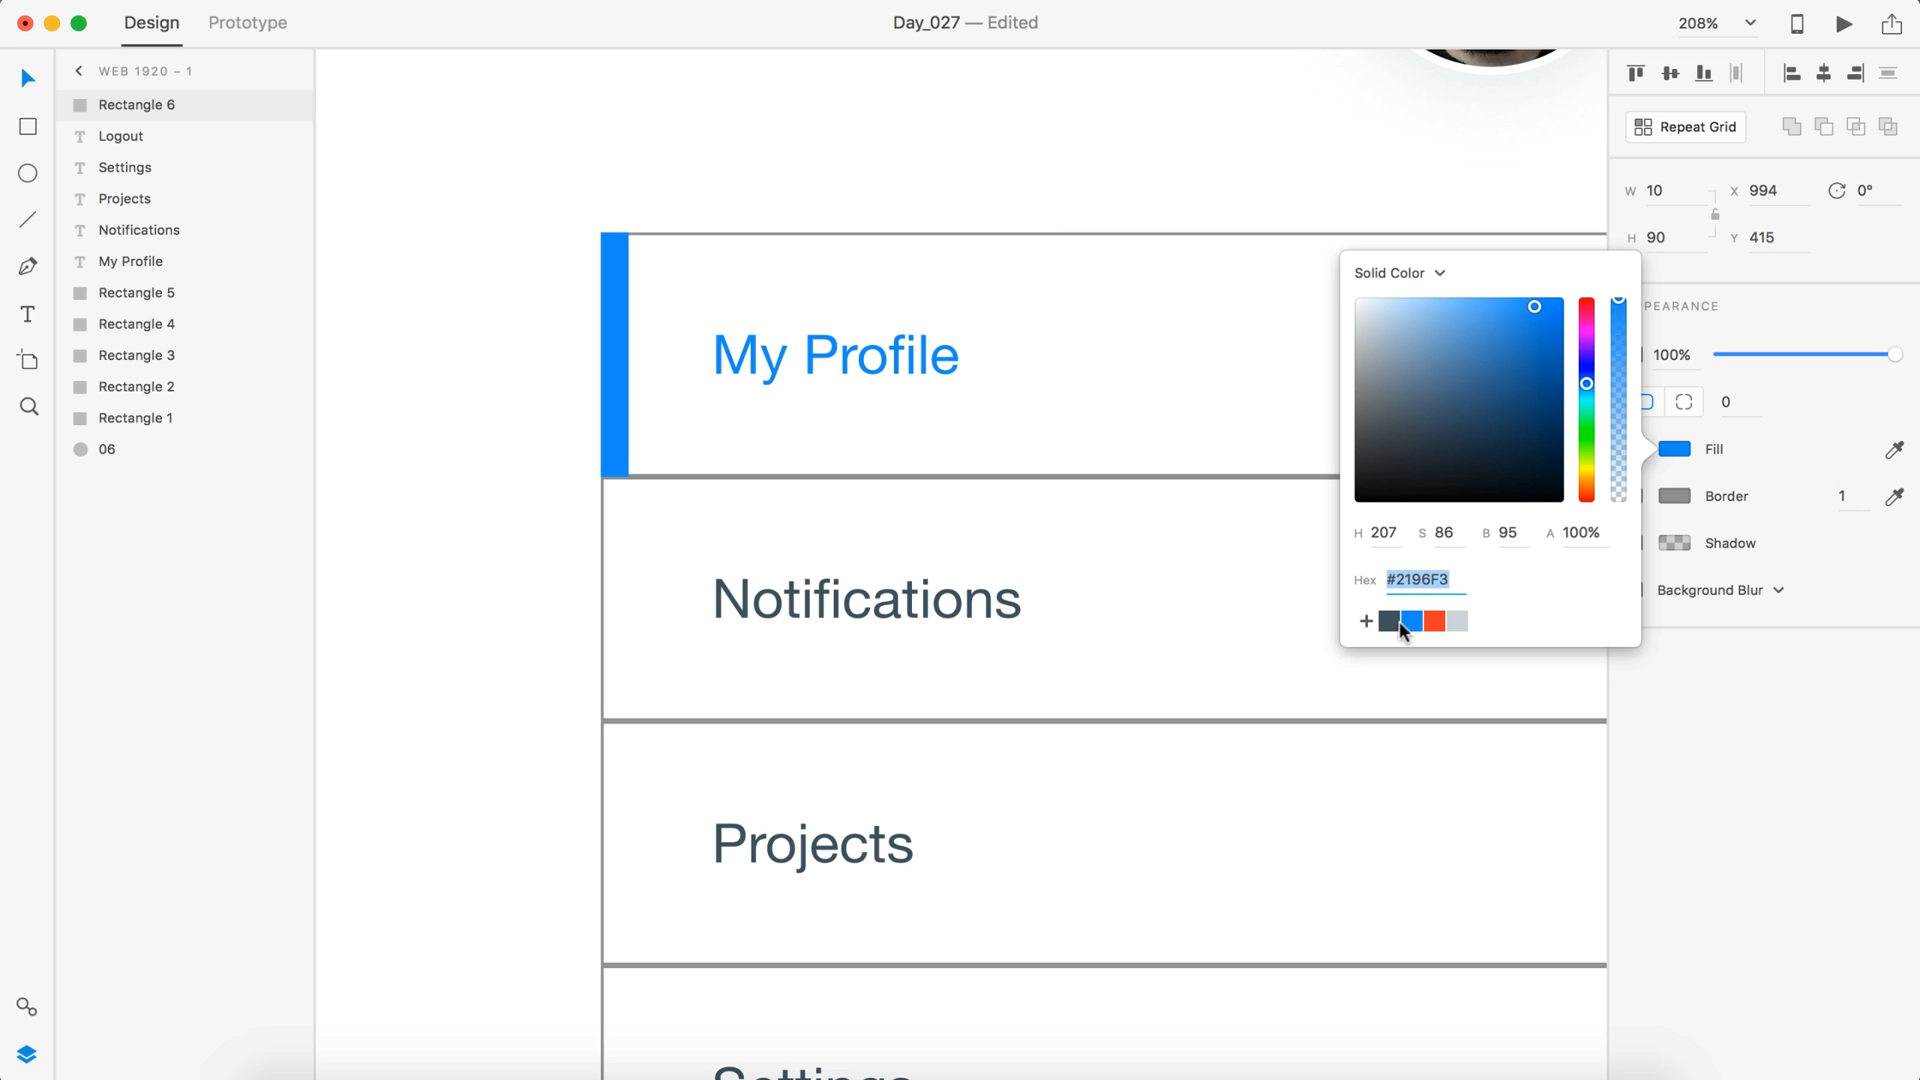 Design Prototype Day_027 — Edited 208%
WEB 1920 – 1
Rectangle 6
Logout
Settings
Projects
Notifications
My Profile
Rectangle 5
Rectangle 4
Rectangle 3
Rectangle 2
Rectangle 1
06
My Profile
Notifications
Projects
Settings
Solid Color
H 207 S 86 B 95 A 100%
Hex #2196F3
Repeat Grid
W 10 X 994 0°
H 90 Y 415
PEARANCE
100%
0
Fill
Border 1
Shadow
Background Blur